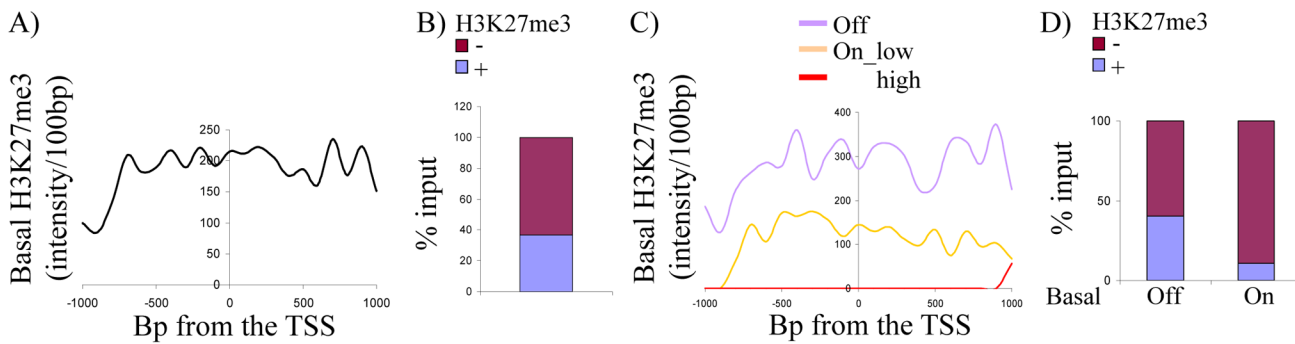 A)
Basal H3K27me3
(intensity/100bp)
250
200
150
100
50
0
-1000 -500 0 500 1000
Bp from the TSS
B)
H3K27me3
-
+
% input
120
100
80
60
40
20
0
C)
Off
On_low
high
Basal H3K27me3
(intensity/100bp)
400
300
200
100
0
-1000 -500 0 500 1000
Bp from the TSS
D)
H3K27me3
-
+
% input
100
50
0
Basal Off On